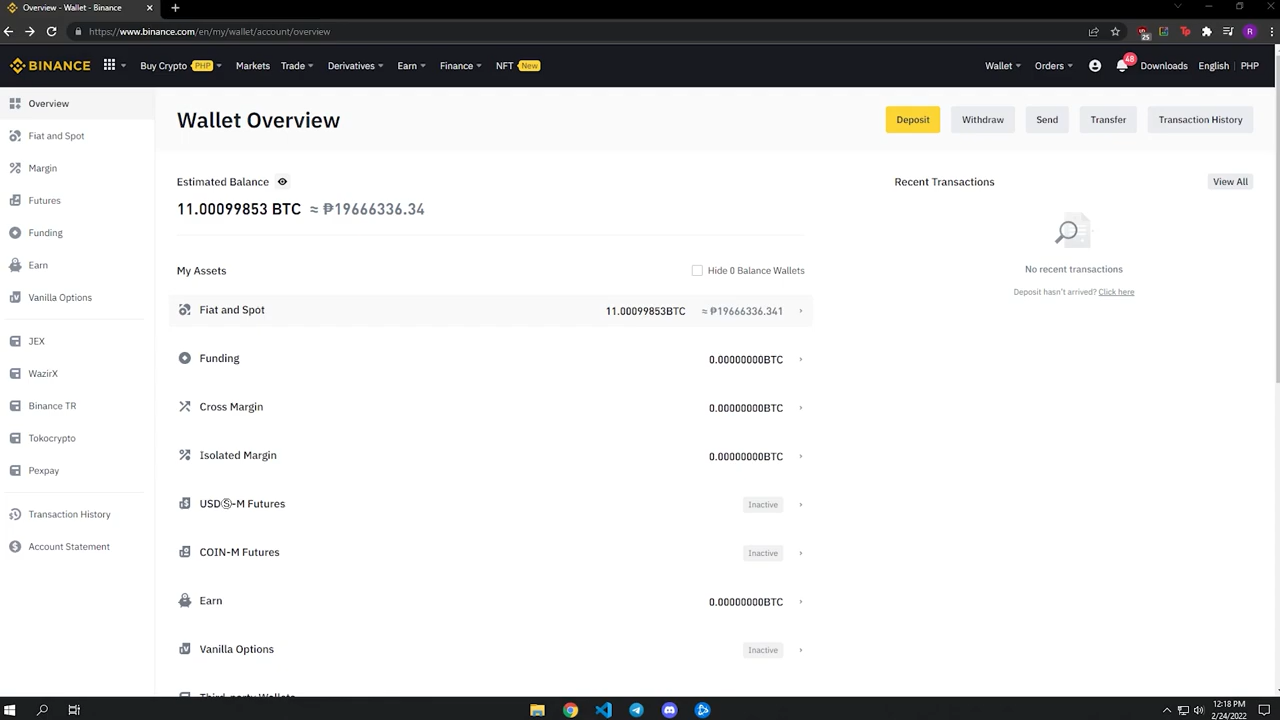 Overview - Wallet - Binance
https://www.binance.com/en/my/wallet/account/overview
25
R
BINANCE
Buy Crypto PHP Markets Trade Derivatives Earn Finance NFT New
Wallet Orders 48 Downloads English PHP
Overview
Fiat and Spot
Margin
Futures
Funding
Earn
Vanilla Options
JEX
WazirX
Binance TR
Tokocrypto
Pexpay
Transaction History
Account Statement
Wallet Overview
Deposit Withdraw Send Transfer Transaction History
Estimated Balance
11.00099853 BTC ≈ ₱19666336.34
My Assets
Hide 0 Balance Wallets
Fiat and Spot 11.00099853BTC ≈ ₱19666336.341
Funding 0.00000000BTC
Cross Margin 0.00000000BTC
Isolated Margin 0.00000000BTC
USDⓈ-M Futures Inactive
COIN-M Futures Inactive
Earn 0.00000000BTC
Vanilla Options Inactive
Third-party Wallets
Recent Transactions View All
No recent transactions
Deposit hasn't arrived? Click here
12:18 PM
2/24/2022